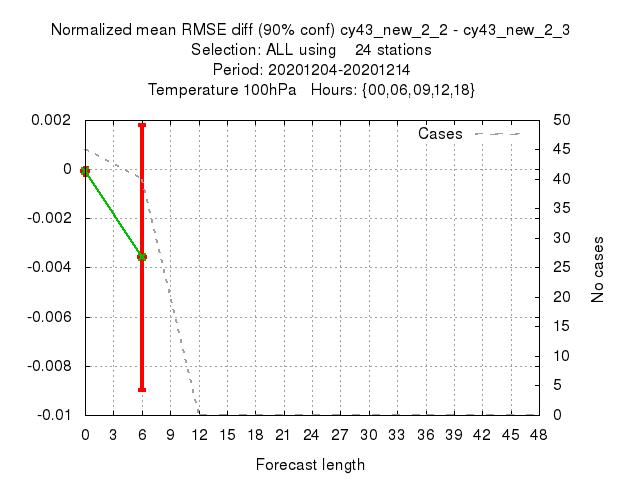 Normalized mean RMSE diff (90% conf) cy43_new_2_2 - cy43_new_2_3
Selection: ALL using 24 stations
Period: 20201204-20201214
Temperature 100hPa Hours: {00,06,09,12,18}
Cases
0.002
0
-0.002
-0.004
-0.006
-0.008
-0.01
50
45
40
35
30
25
20
15
10
5
0
No cases
0 3 6 9 12 15 18 21 24 27 30 33 36 39 42 45 48
Forecast length